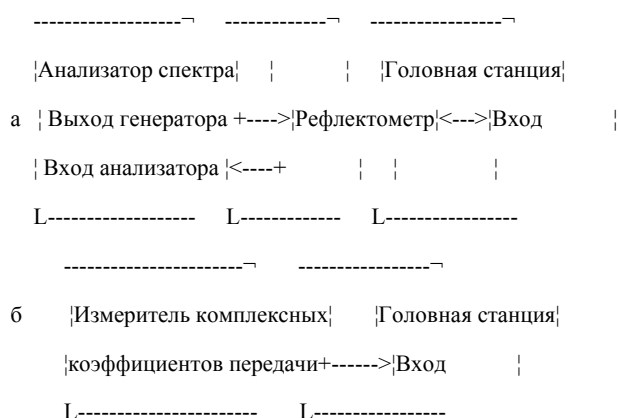 -------------------¬ -------------¬ -----------------¬
¦Анализатор спектра¦ ¦ ¦ ¦Головная станция¦
а ¦ Выход генератора +---->¦Рефлектометр¦<--->¦Вход ¦
¦ Вход анализатора ¦<----+ ¦ ¦ ¦
L------------------- L------------- L-----------------
-----------------------¬ -----------------¬
б ¦Измеритель комплексных¦ ¦Головная станция¦
¦коэффициентов передачи+------>¦Вход ¦
L----------------------- L-----------------